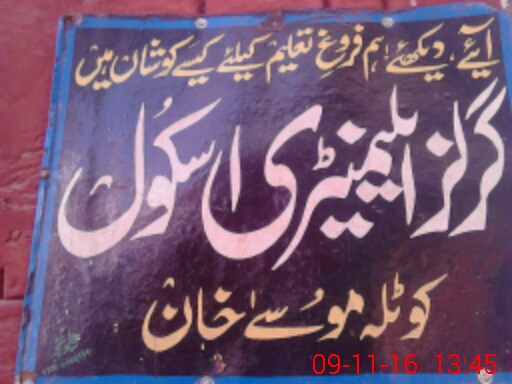 آیئے، دیکھئے! ہم فروغِ تعلیم کیلئے کیسے کوشاں ہیں
گرلز ایلیمنیٹری اسکول
کوٹلہ موسےٰ خان
09-11-16 13:45